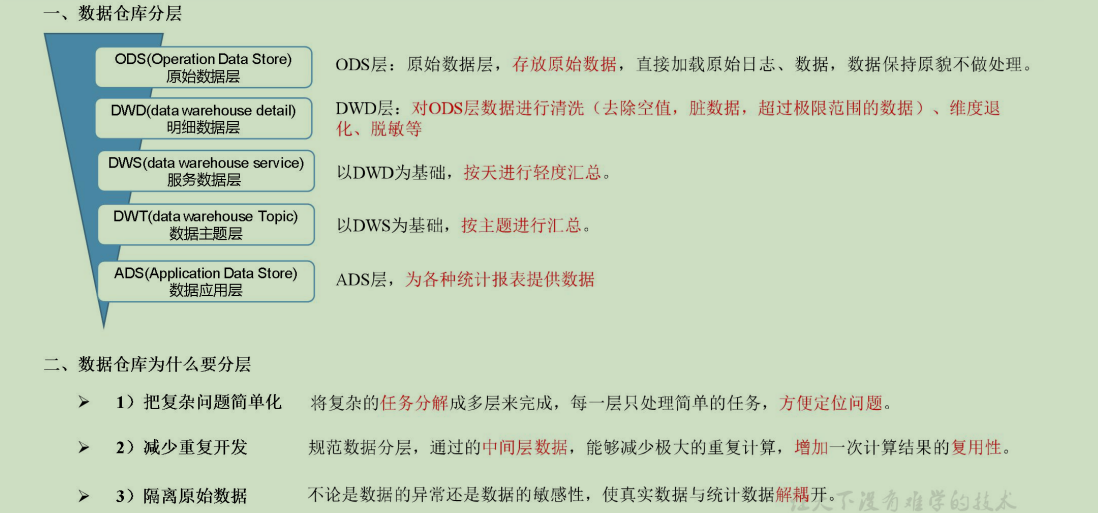 一、数据仓库分层
ODS(Operation Data Store)
原始数据层
ODS层：原始数据层，存放原始数据，直接加载原始日志、数据，数据保持原貌不做处理。
DWD(data warehouse detail)
明细数据层
DWD层：对ODS层数据进行清洗（去除空值，脏数据，超过极限范围的数据）、维度退
化、脱敏等
DWS(data warehouse service)
服务数据层
以DWD为基础，按天进行轻度汇总。
DWT(data warehouse Topic)
数据主题层
以DWS为基础，按主题进行汇总。
ADS(Application Data Store)
数据应用层
ADS层，为各种统计报表提供数据
二、数据仓库为什么要分层
➢ 1）把复杂问题简单化 将复杂的任务分解成多层来完成，每一层只处理简单的任务，方便定位问题。
➢ 2）减少重复开发 规范数据分层，通过的中间层数据，能够减少极大的重复计算，增加一次计算结果的复用性。
➢ 3）隔离原始数据 不论是数据的异常还是数据的敏感性，使真实数据与统计数据解耦开。
天下没有难学的技术